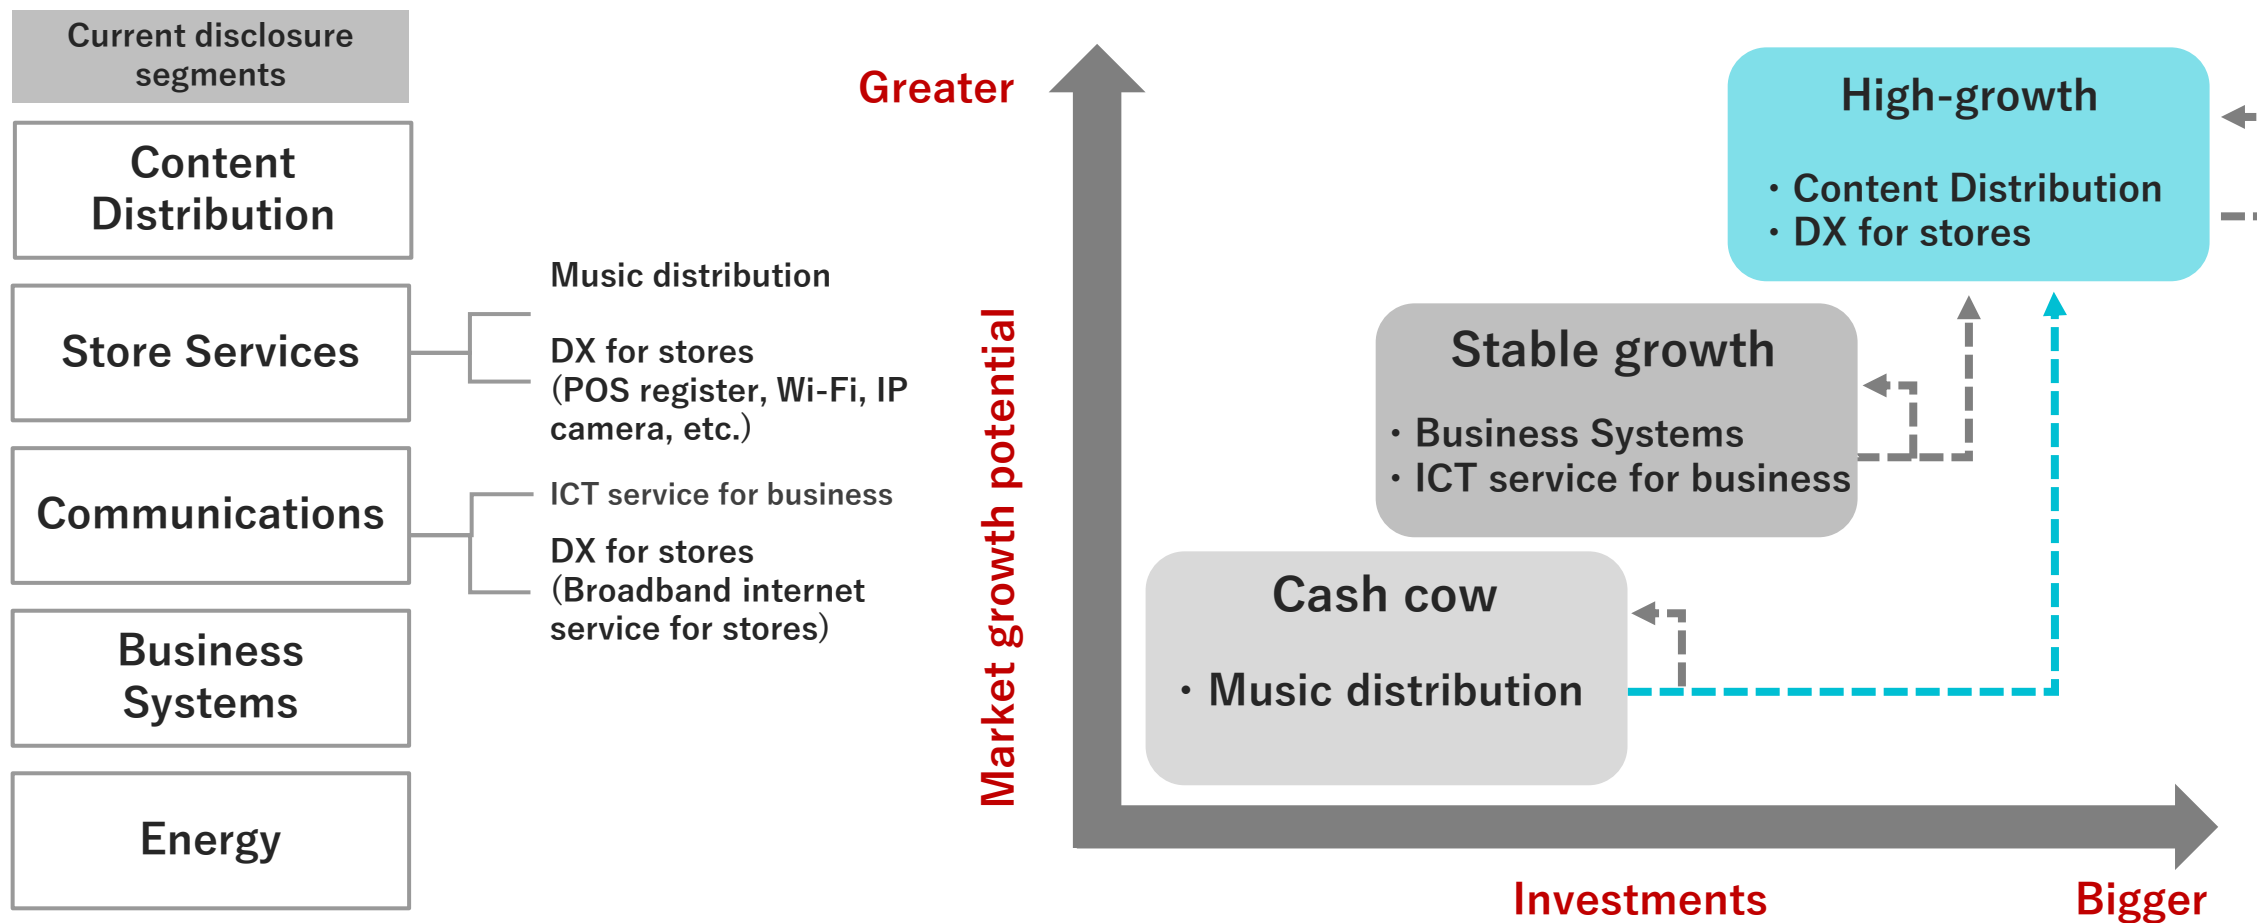 Current disclosure
segments
Content
Distribution
Store Services
Communications
Business
Systems
Energy
Music distribution
DX for stores
(POS register, Wi-Fi, IP
camera, etc.)
ICT service for business
DX for stores
(Broadband internet
service for stores)
Greater
Market growth potential
High-growth
・Content Distribution
・DX for stores
Stable growth
・Business Systems
・ICT service for business
Cash cow
・Music distribution
Investments
Bigger